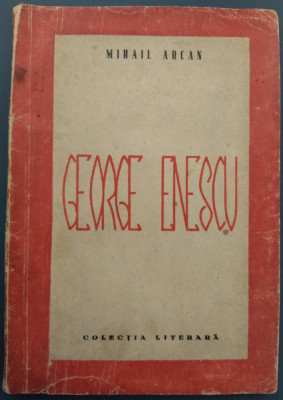 MIHAIL ARCAN
GEORGE ENESCU
COLECȚIA LITERARĂ